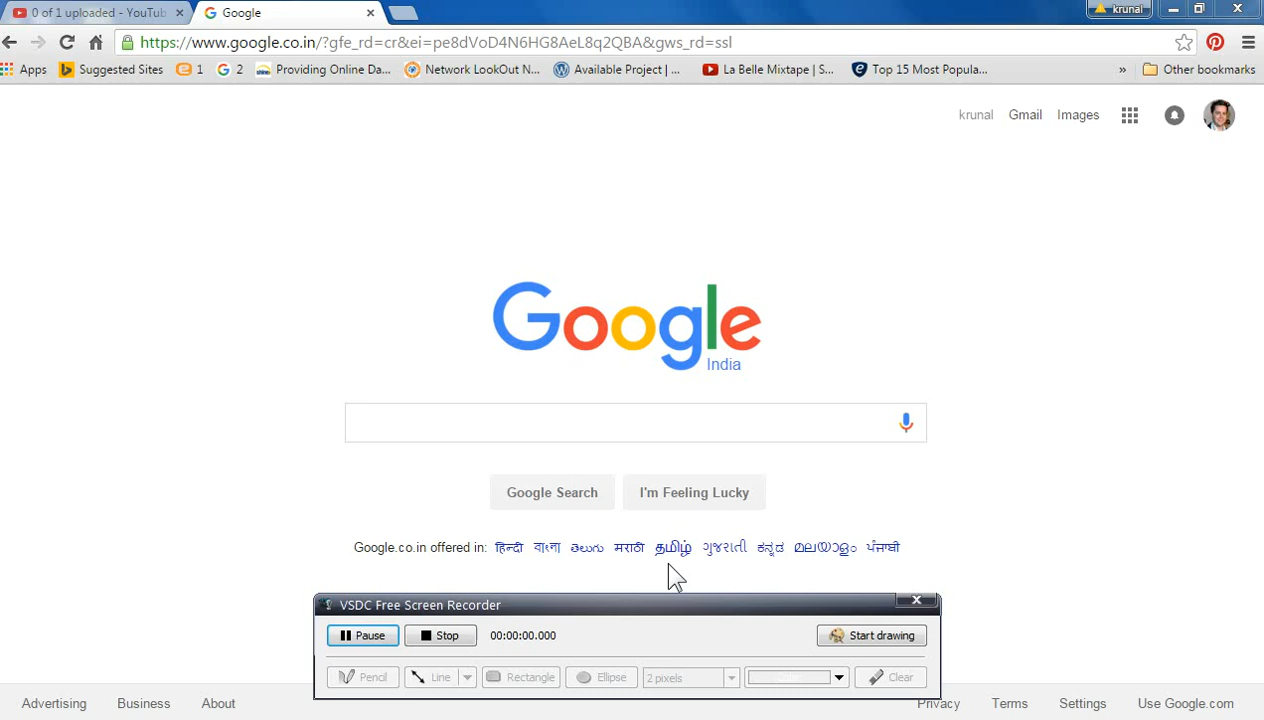 0 of 1 uploaded - YouTub
Google
krunal
https://www.google.co.in/?gfe_rd=cr&ei=pe8dVoD4N6HG8AeL8q2QBA&gws_rd=ssl
Apps Suggested Sites 1 2 Providing Online Da... Network LookOut N... Available Project | ... La Belle Mixtape | S... Top 15 Most Popula... » Other bookmarks
krunal Gmail Images
Google
India
Google Search I'm Feeling Lucky
Google.co.in offered in: हिन्दी বাংলা తెలుగు मराठी தமிழ் ગુજરાતી ಕನ್ನಡ മലയാളം ਪੰਜਾਬੀ
VSDC Free Screen Recorder
Pause Stop 00:00:00.000 Start drawing
Pencil Line Rectangle Ellipse 2 pixels Clear
Advertising Business About Privacy Terms Settings Use Google.com